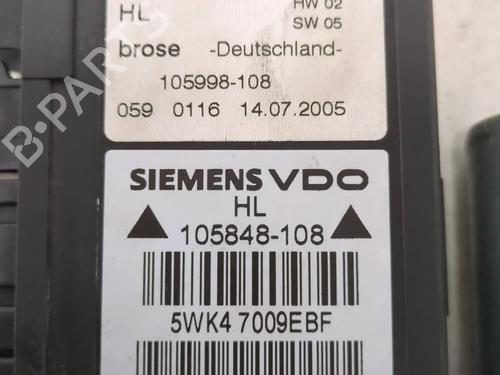 HL HW 02
SW 05
brose -Deutschland-
105998-108
059 0116 14.07.2005
SIEMENS VDO
HL
105848-108
5WK4 7009EBF
B-PARTS